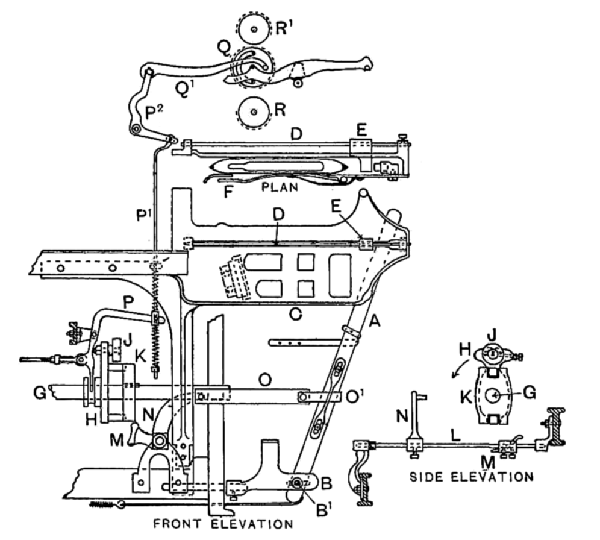 R¹
Q
Q¹
P²
R
D E
F PLAN
P¹
D E
C
A
P
J
K
G
H
O
O¹
N
M
B
B¹
FRONT ELEVATION
J
H
K G
N
L
M
SIDE ELEVATION